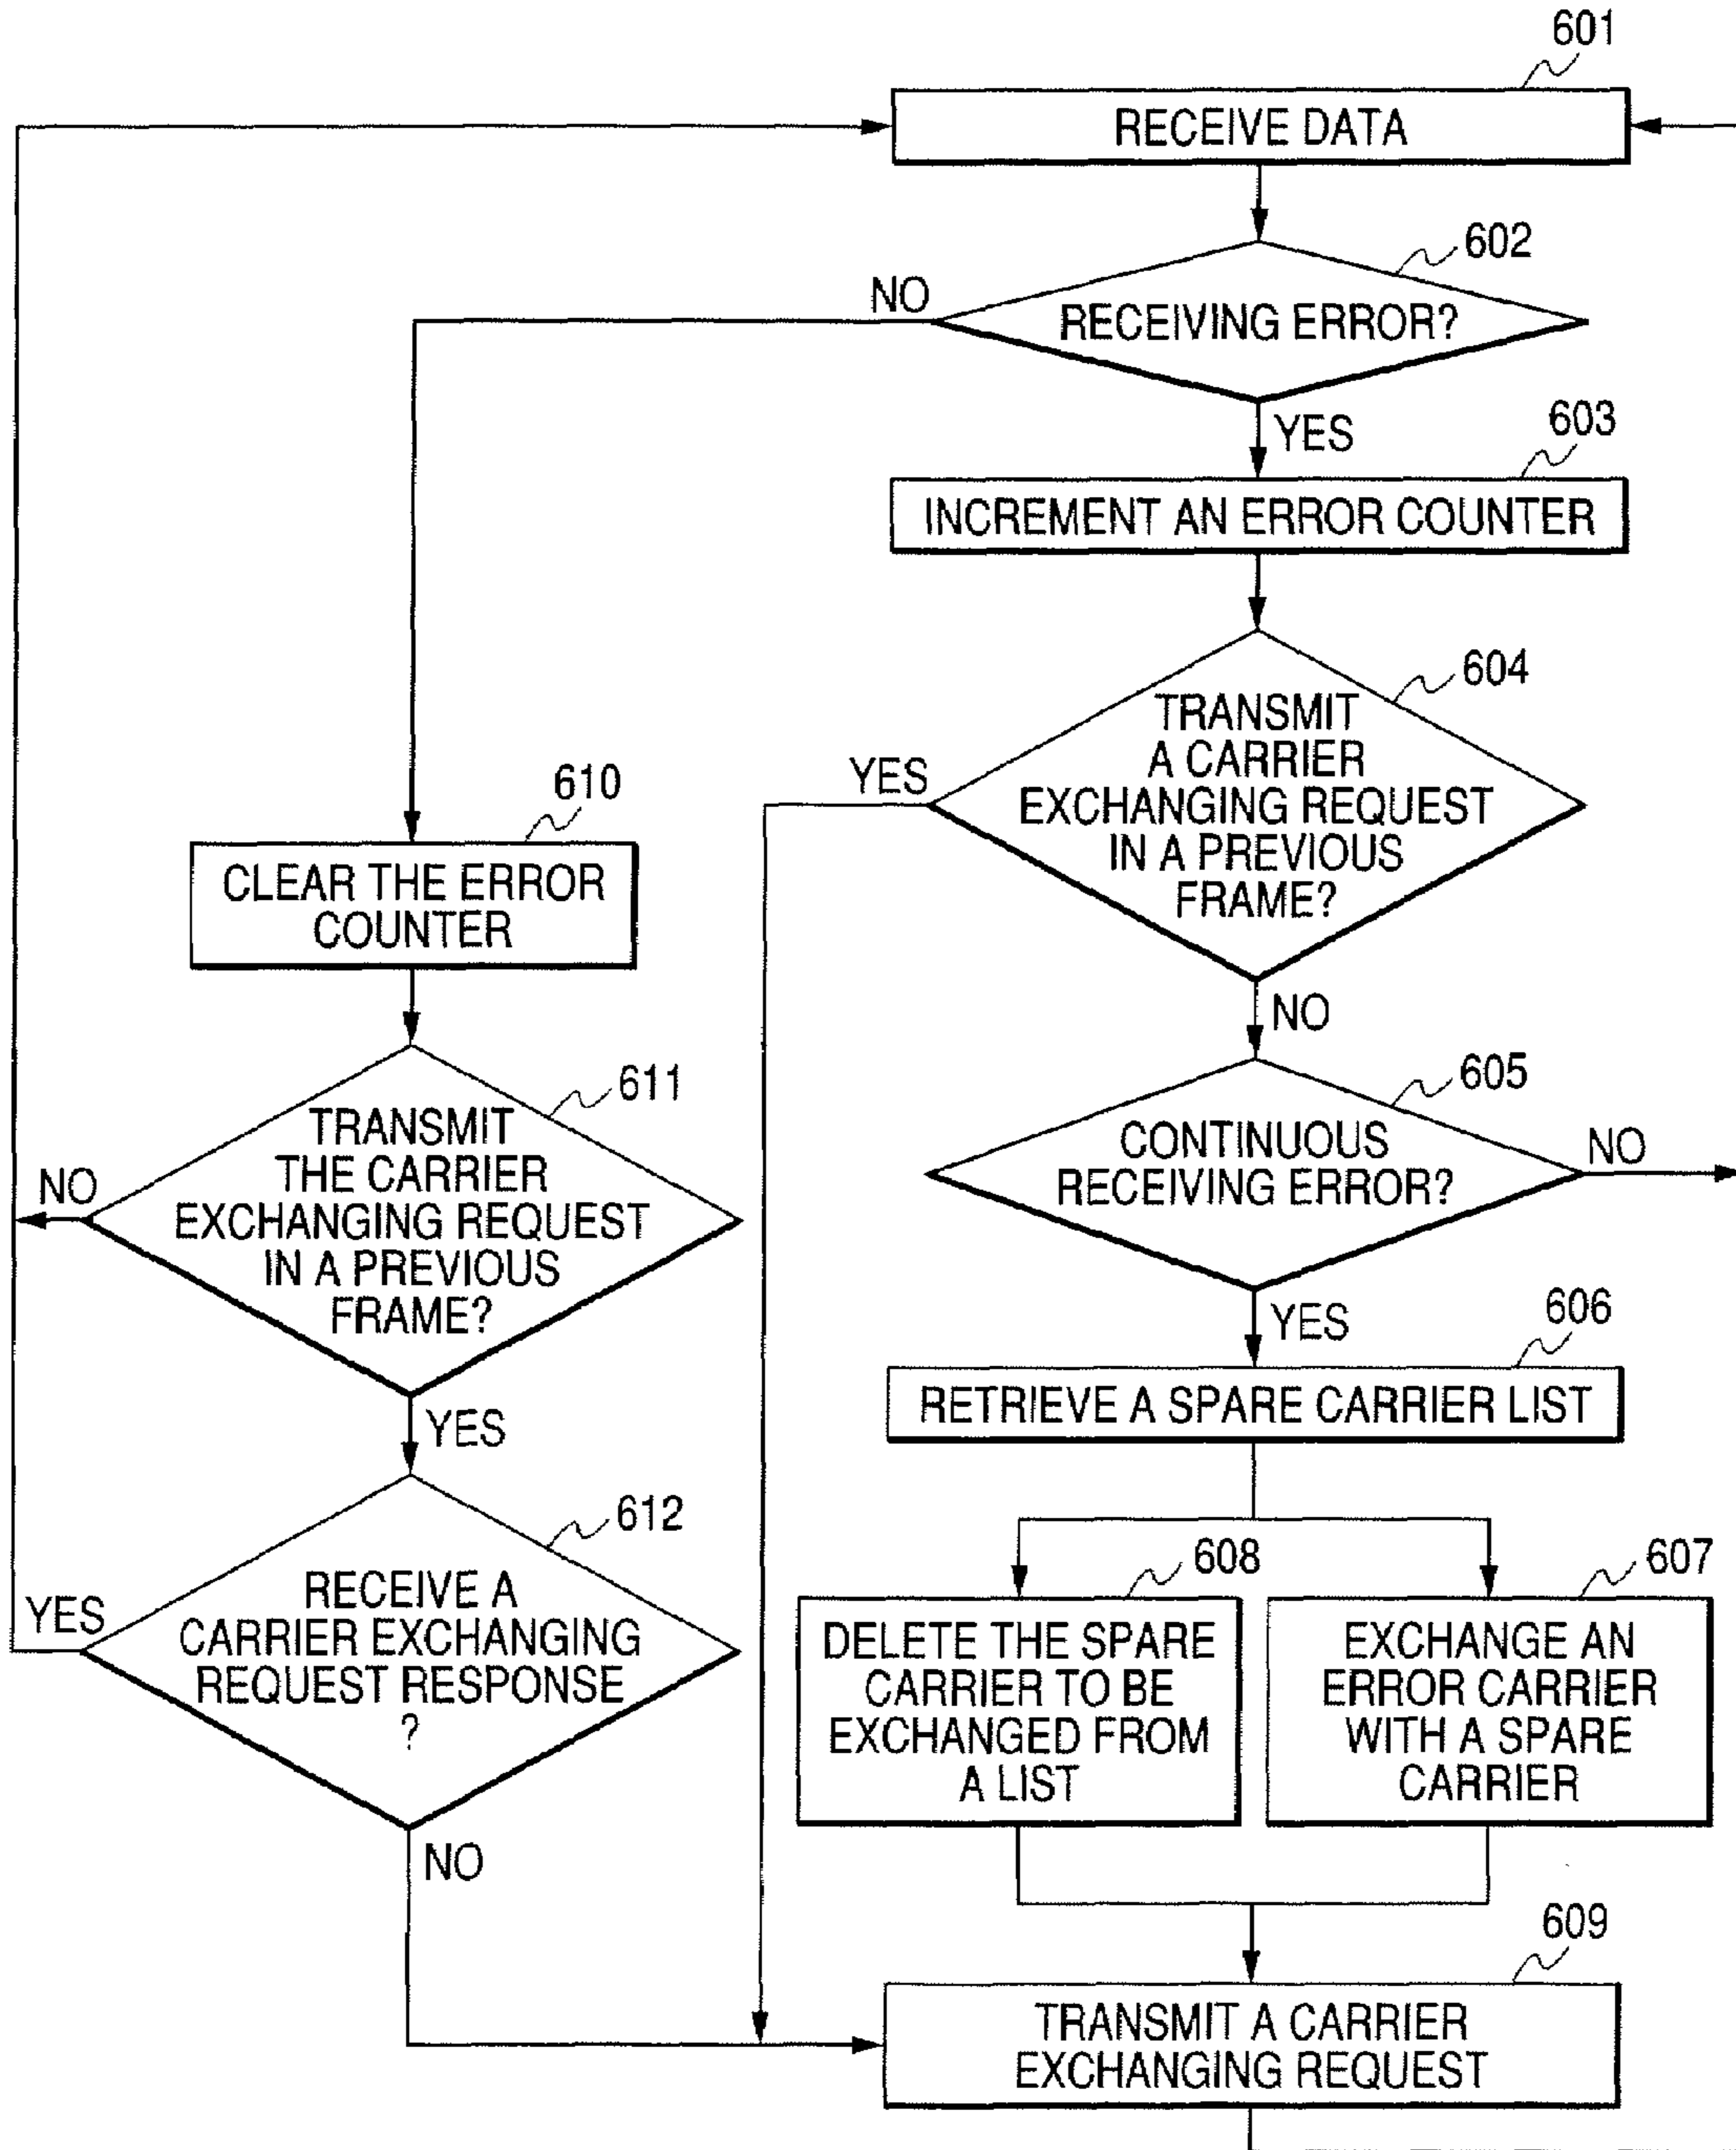 601
RECEIVE DATA
602
NO
RECEIVING ERROR?
YES
603
INCREMENT AN ERROR COUNTER
604
TRANSMIT
A CARRIER
EXCHANGING REQUEST
IN A PREVIOUS
FRAME?
YES
NO
610
CLEAR THE ERROR
COUNTER
611
TRANSMIT
THE CARRIER
EXCHANGING REQUEST
IN A PREVIOUS
FRAME?
NO
YES
605
CONTINUOUS
RECEIVING ERROR?
NO
YES
606
RETRIEVE A SPARE CARRIER LIST
612
RECEIVE A
CARRIER EXCHANGING
REQUEST RESPONSE
?
YES
NO
608
DELETE THE SPARE
CARRIER TO BE
EXCHANGED FROM
A LIST
607
EXCHANGE AN
ERROR CARRIER
WITH A SPARE
CARRIER
609
TRANSMIT A CARRIER
EXCHANGING REQUEST